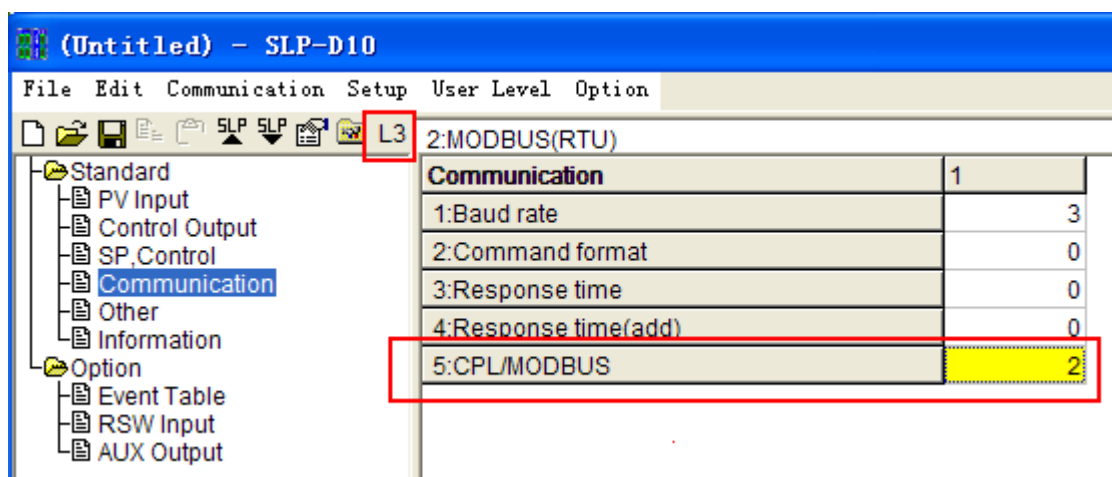 (Untitled) - SLP-D10
File Edit Communication Setup User Level Option
SLP SLP L3
2:MODBUS(RTU)
Standard
PV Input
Control Output
SP,Control
Communication
Other
Information
Option
Event Table
RSW Input
AUX Output
Communication 1
1:Baud rate 3
2:Command format 0
3:Response time 0
4:Response time(add) 0
5:CPL/MODBUS 2